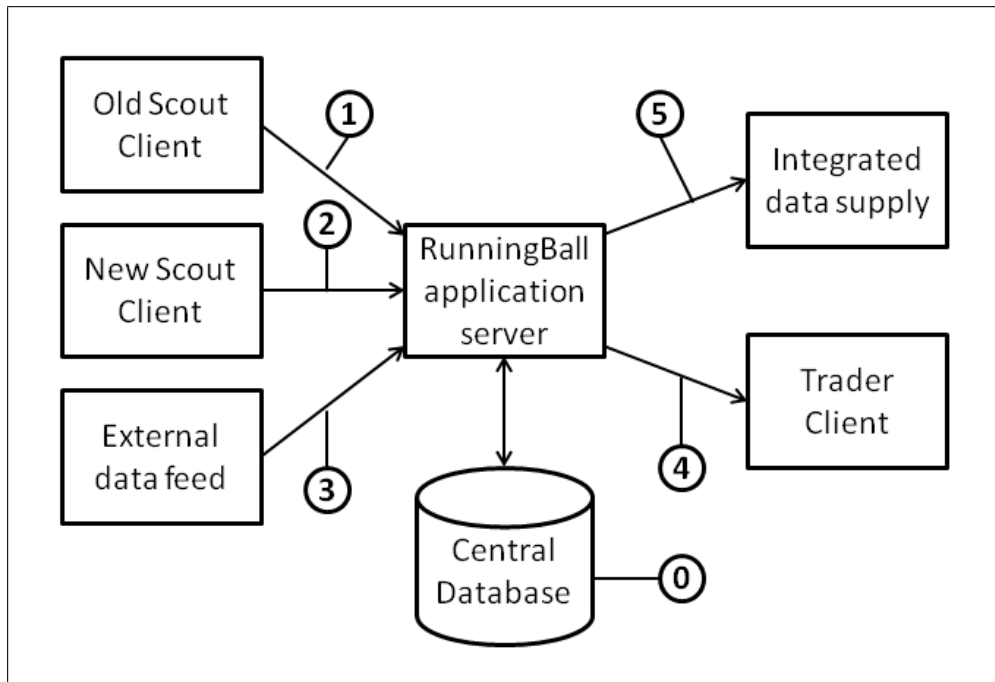 Old Scout
Client
1
5
Integrated
data supply
New Scout
Client
2
RunningBall
application
server
External
data feed
3
4
Trader
Client
Central
Database
0